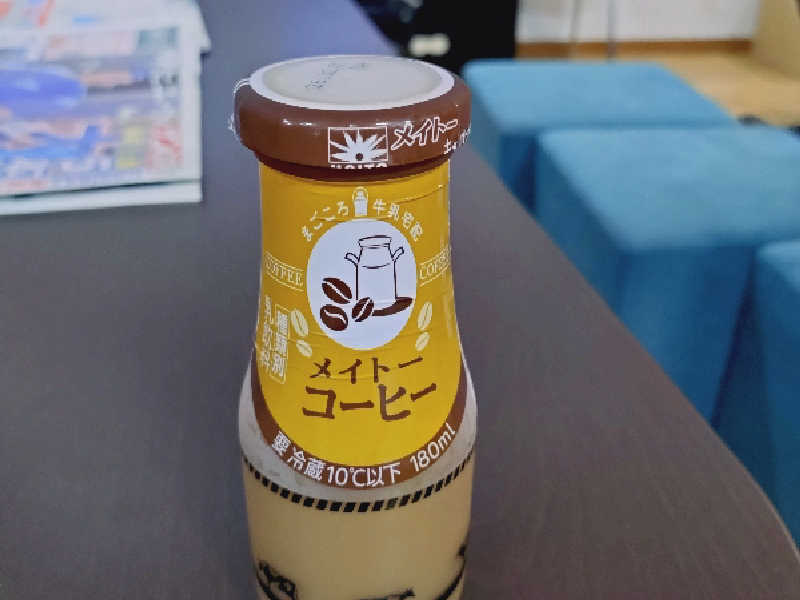 メイトー
MEITO
まごころ 牛乳宅配
COFFEE
種類別
乳飲料
メイトー
コーヒー
要冷蔵10℃以下 180ml